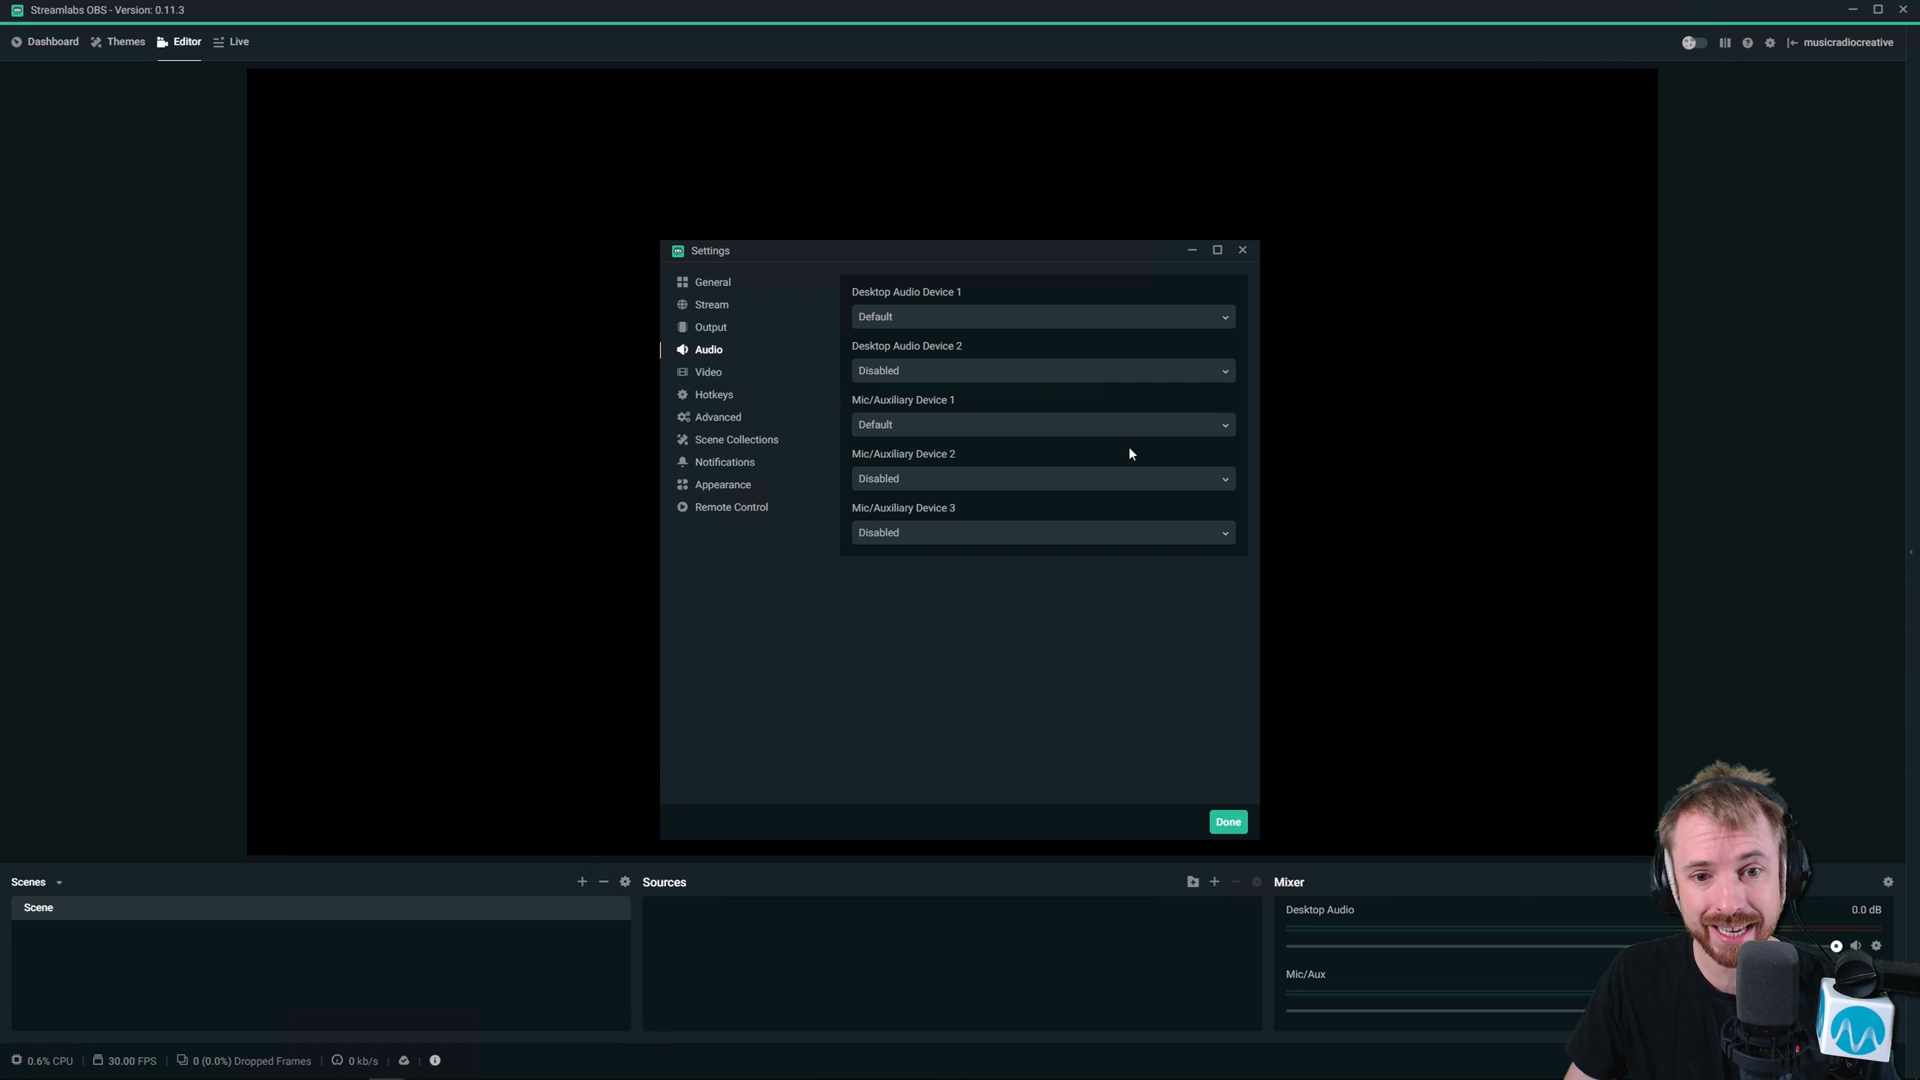 Streamlabs OBS - Version: 0.11.3
Dashboard
Themes
Editor
Live
musicradiocreative
Settings
General
Stream
Output
Audio
Video
Hotkeys
Advanced
Scene Collections
Notifications
Appearance
Remote Control
Desktop Audio Device 1
Default
Desktop Audio Device 2
Disabled
Mic/Auxiliary Device 1
Default
Mic/Auxiliary Device 2
Disabled
Mic/Auxiliary Device 3
Disabled
Done
Scenes
Scene
Sources
Mixer
Desktop Audio 0.0 dB
Mic/Aux
0.6% CPU
30.00 FPS
0 (0.0%) Dropped Frames
0 kb/s